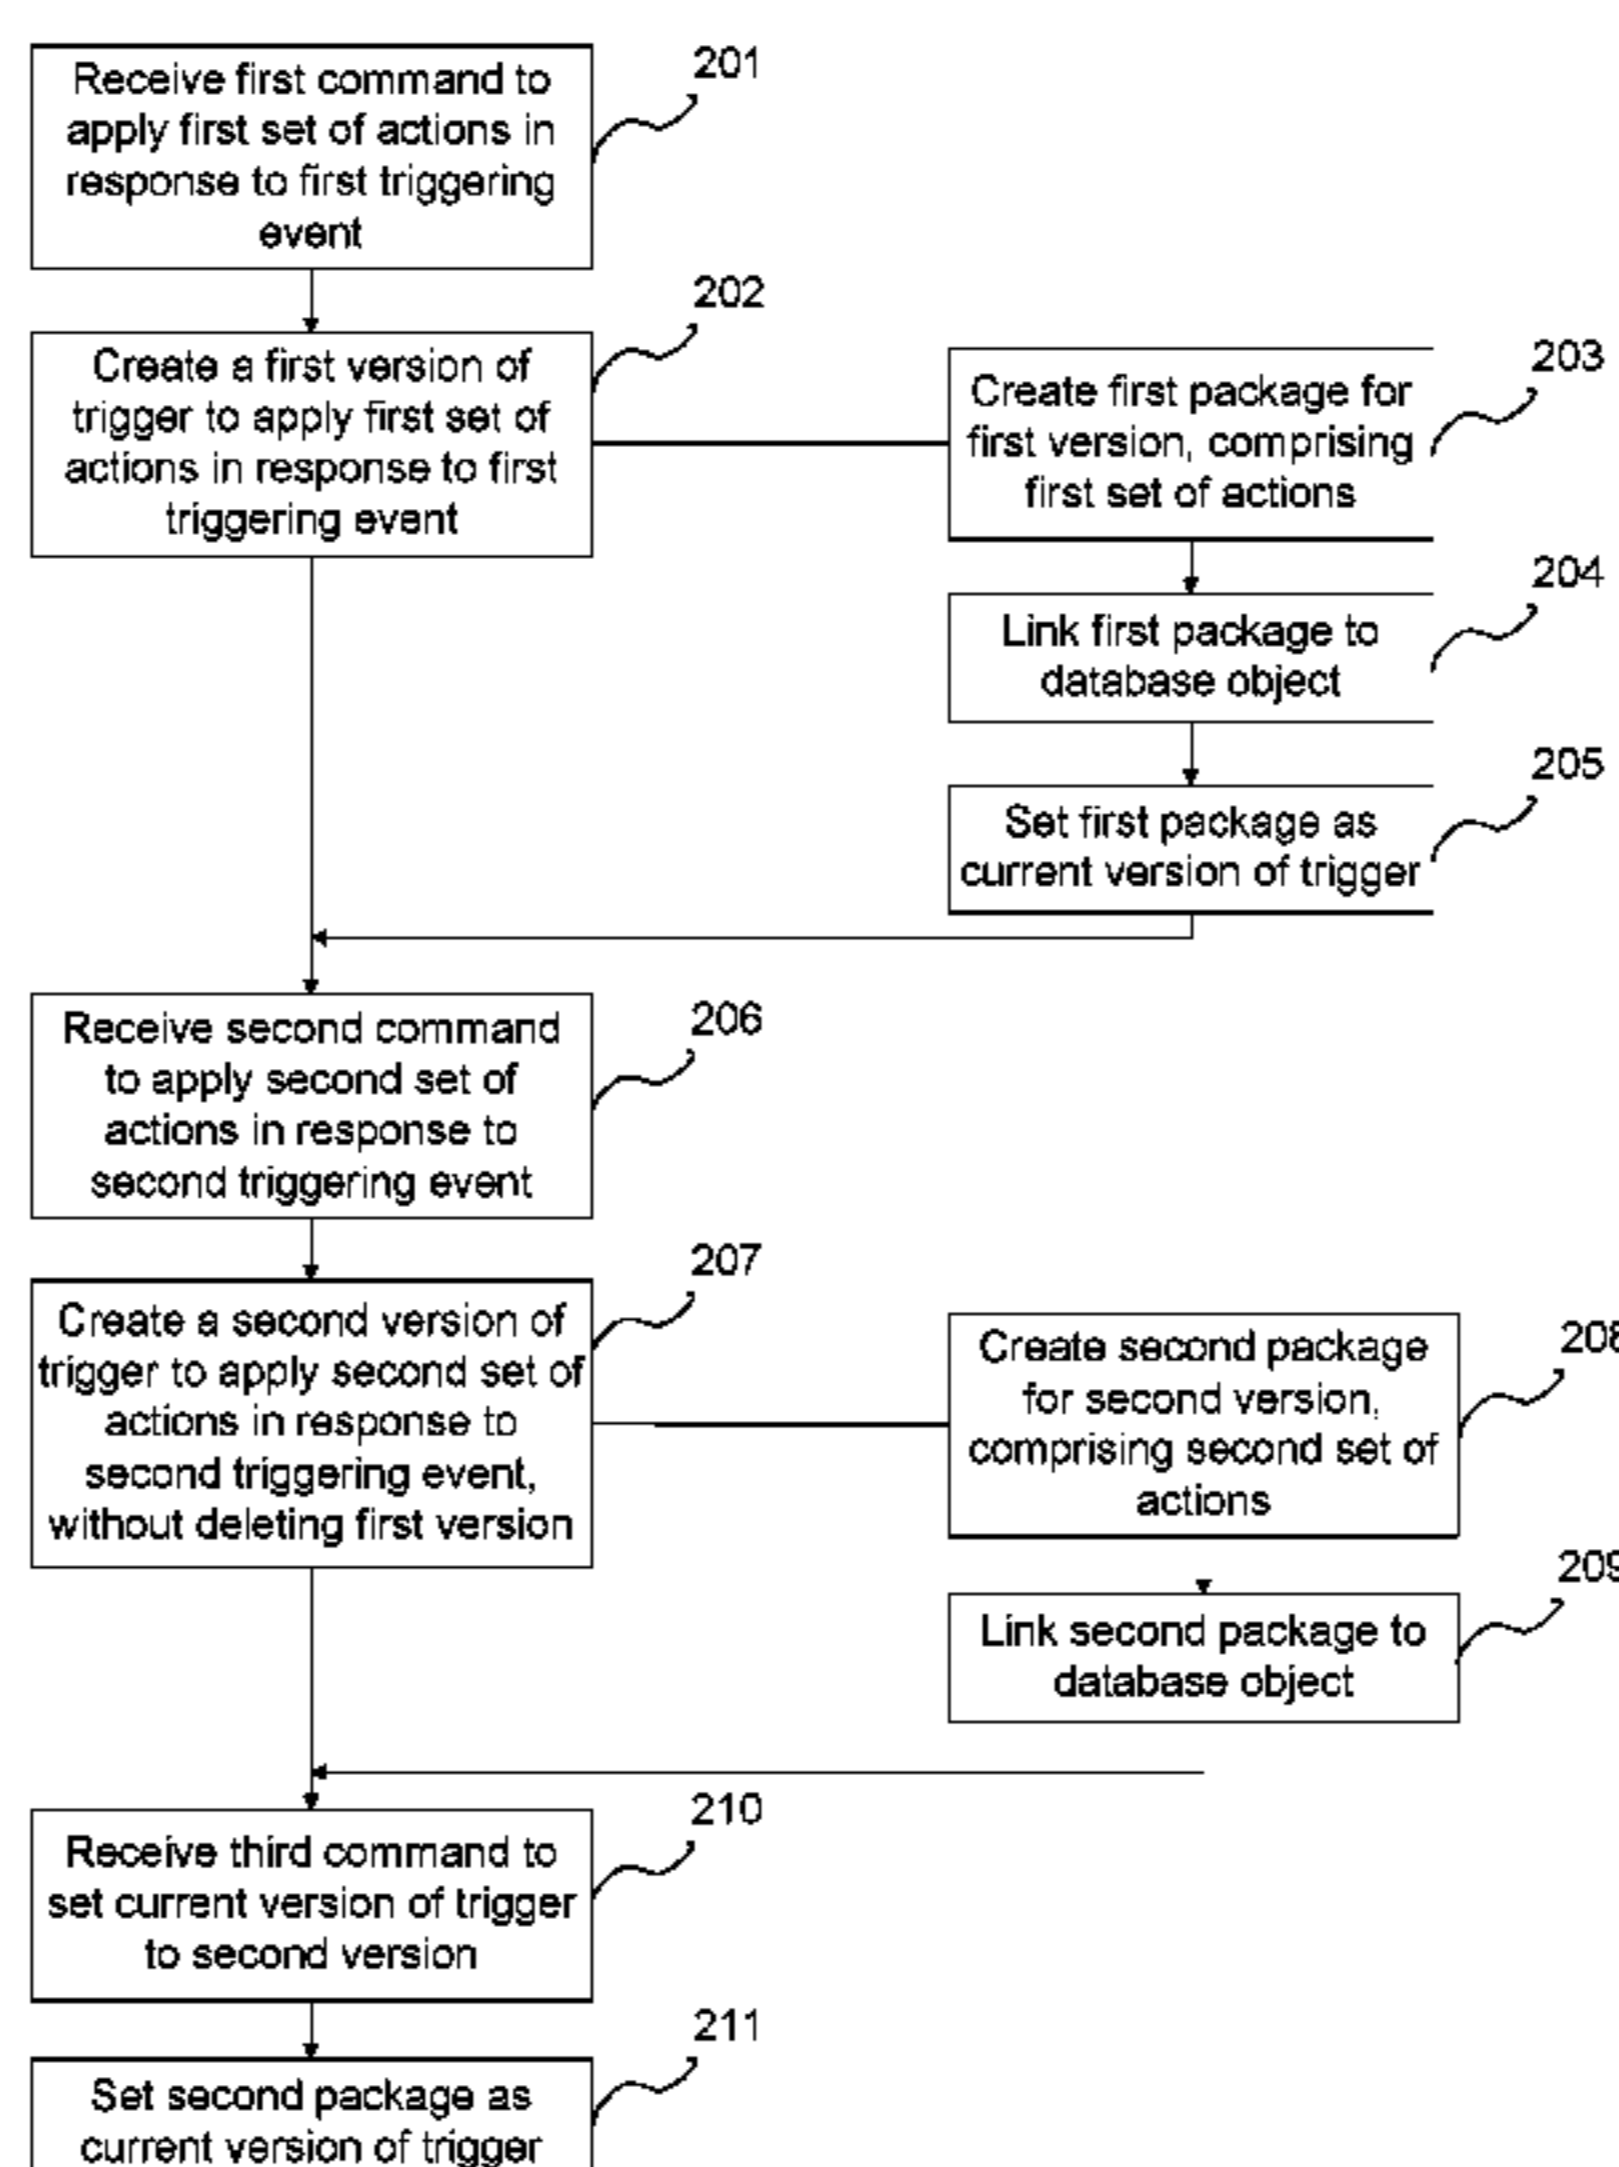 Receive first command to
apply first set of actions in
response to first triggering
event
201
Create a first version of
trigger to apply first set of
actions in response to first
triggering event
202
Create first package for
first version, comprising
first set of actions
203
Link first package to
database object
204
Set first package as
current version of trigger
205
Receive second command
to apply second set of
actions in response to
second triggering event
206
Create a second version of
trigger to apply second set of
actions in response to
second triggering event,
without deleting first version
207
Create second package
for second version,
comprising second set of
actions
208
Link second package to
database object
209
Receive third command to
set current version of trigger
to second version
210
Set second package as
current version of trigger
211